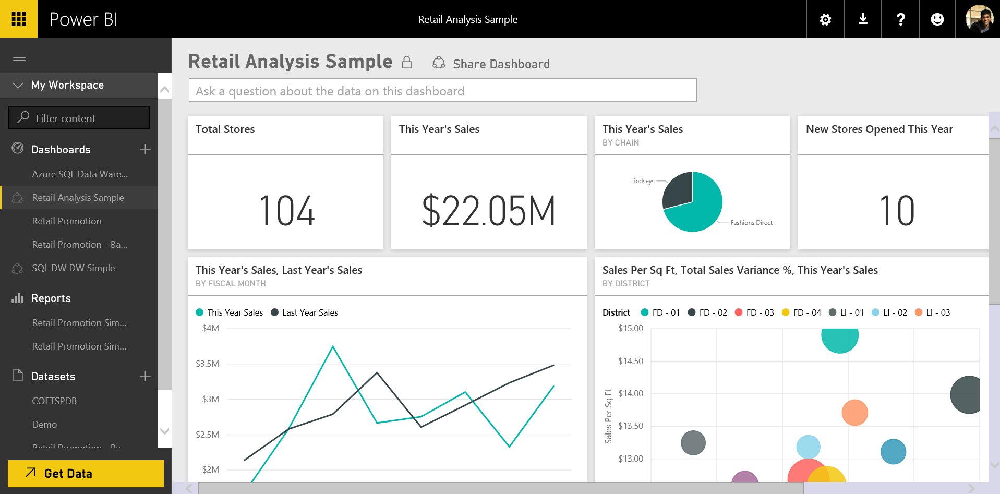 Power BI
Retail Analysis Sample
?
My Workspace
Filter content
Dashboards
Azure SQL Data Ware...
Retail Analysis Sample
Retail Promotion
Retail Promotion - Ba...
SQL DW DW Simple
Reports
Retail Promotion Sim...
Retail Promotion Sim...
Datasets
COETSPDB
Demo
Retail Promotion - Ba
Get Data
Retail Analysis Sample
Share Dashboard
Ask a question about the data on this dashboard
Total Stores
104
This Year's Sales
$22.05M
This Year's Sales
BY CHAIN
Lindseys
Fashions Direct
New Stores Opened This Year
10
This Year's Sales, Last Year's Sales
BY FISCAL MONTH
This Year Sales Last Year Sales
$4M
$3.5M
$3M
$2.5M
$2M
Sales Per Sq Ft, Total Sales Variance %, This Year's Sales
BY DISTRICT
District FD - 01 FD - 02 FD - 03 FD - 04 LI - 01 LI - 02 LI - 03
Sales Per Sq Ft
$15.00
$14.50
$14.00
$13.50
$13.00